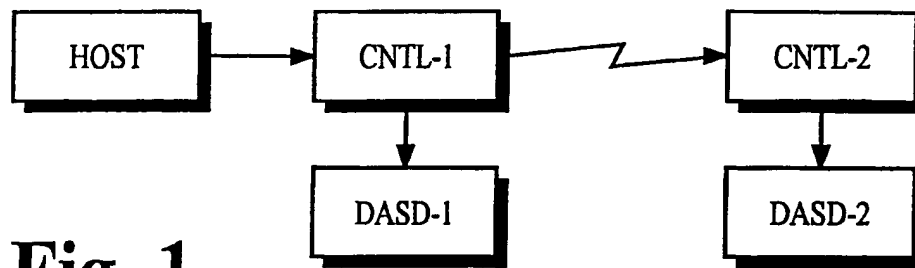 HOST
CNTL-1
CNTL-2
DASD-1
DASD-2
Fig. 1